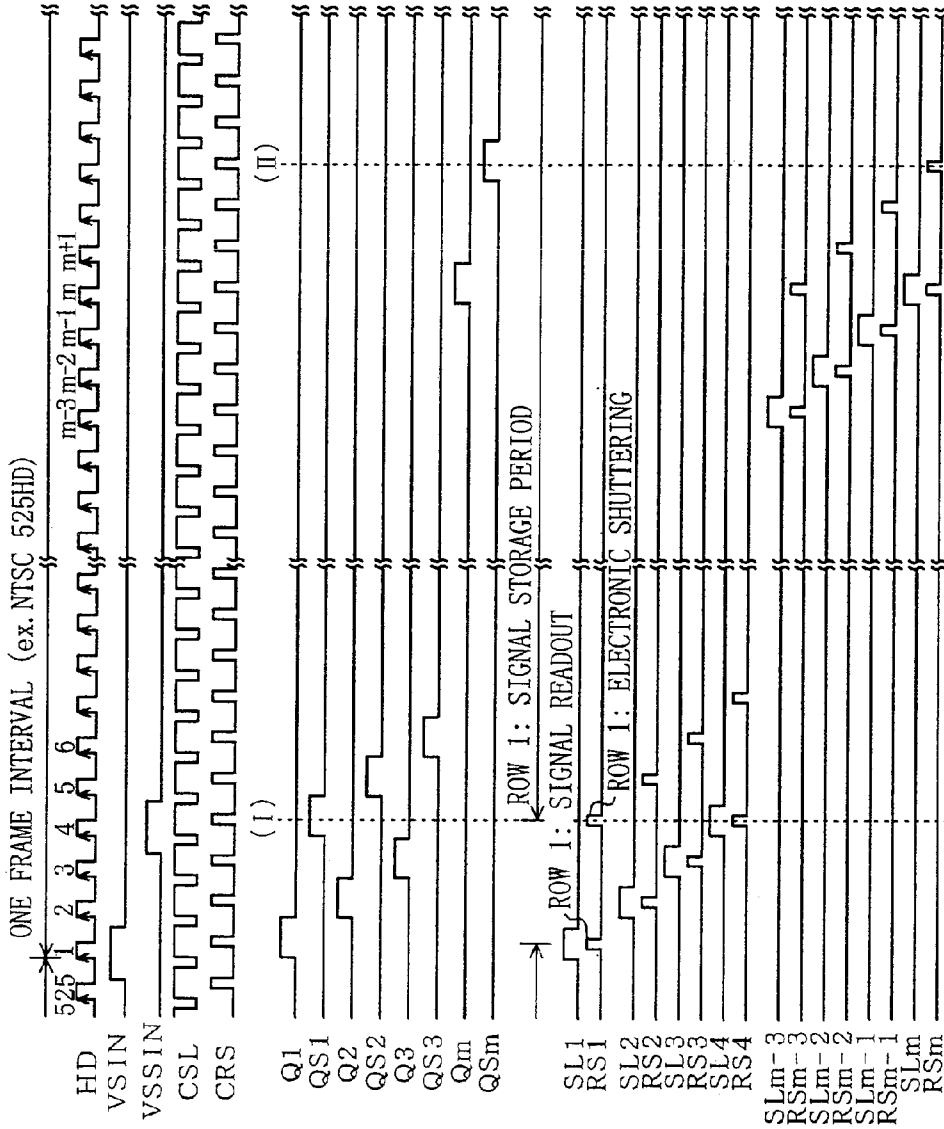 ONE FRAME INTERVAL (ex. NTSC 525HD)
525 1 2 3 4 5 6 m-3 m-2 m-1 m m+1
HD
VSIN
VSSIN
CSL
CRS
(I) (II)
Q1
QS1
Q2
QS2
Q3
QS3
Qm
QSm
ROW 1: SIGNAL STORAGE PERIOD
ROW 1: SIGNAL READOUT
SL1
RS1
ROW 1: ELECTRONIC SHUTTERING
SL2
RS2
SL3
RS3
SL4
RS4
SLm-3
RSm-3
SLm-2
RSm-2
SLm-1
RSm-1
SLm
RSm